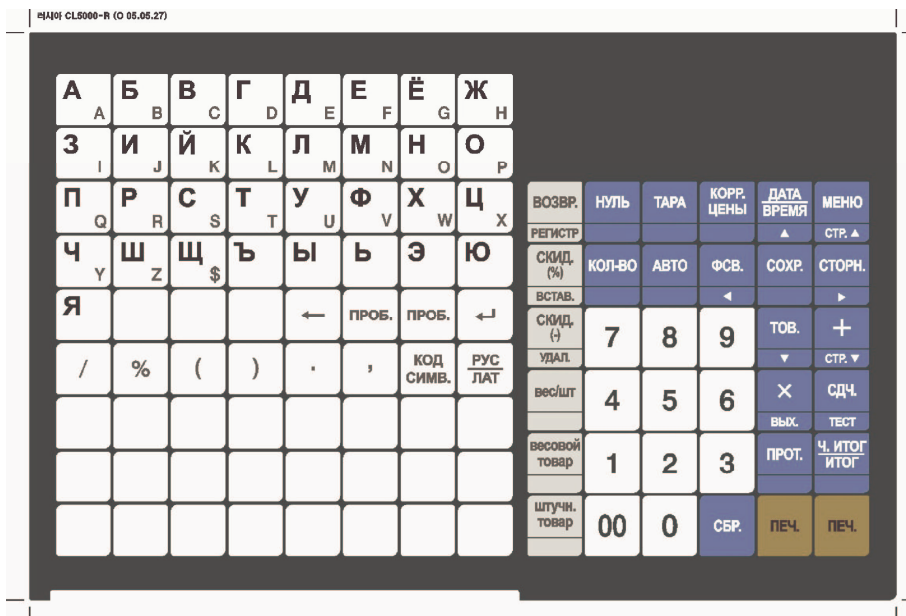 러시아 CL5000-R (O 05.05.27)
А A Б B В C Г D Д E Е F Ё G Ж H
З I И J Й K К L Л M М N Н O О P
П Q Р R С S Т T У U Ф V Х W Ц X
Ч Y Ш Z Щ $ Ъ Ы Ь Э Ю
Я ← ПРОБ. ПРОБ. ↵
/ % ( ) . , КОД СИМВ. РУС ЛАТ
ВОЗВР. НУЛЬ ТАРА КОРР. ЦЕНЫ ДАТА ВРЕМЯ МЕНЮ
РЕГИСТР ▲ СТР. ▲
СКИД. (%) КОЛ-ВО АВТО ФСВ. СОХР. СТОРН.
ВСТАВ. ◄ ►
СКИД. (-) 7 8 9 ТОВ. +
УДАЛ. ▼ СТР. ▼
вес/шт 4 5 6 × СДЧ.
ВЫХ. ТЕСТ
весовой товар 1 2 3 ПРОТ. Ч. ИТОГ ИТОГ
штучн. товар 00 0 СБР. ПЕЧ. ПЕЧ.